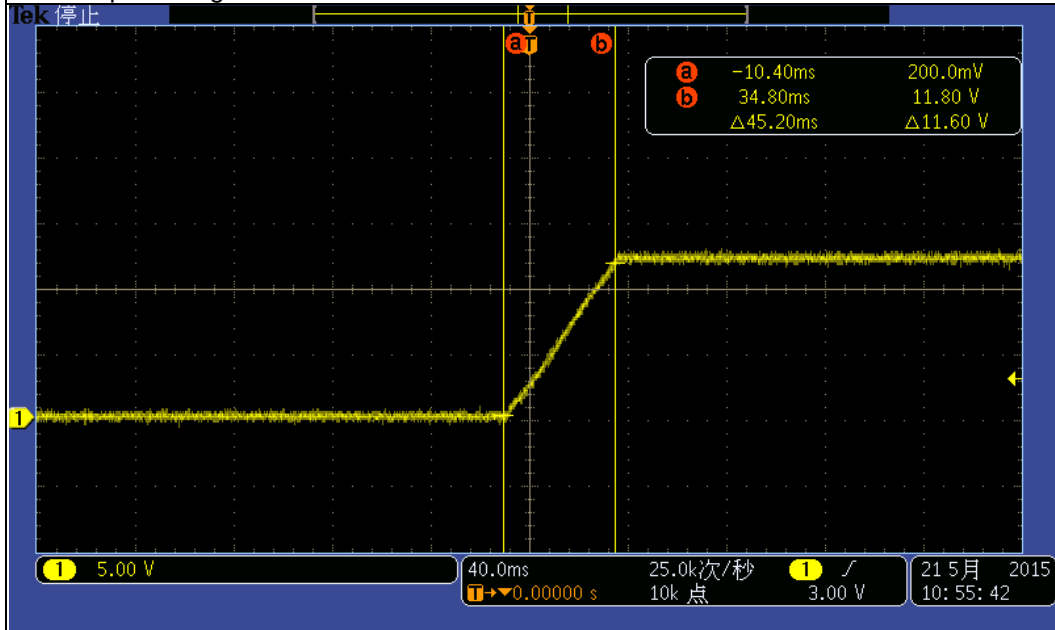 Tek 停止
T
a T b
a -10.40ms 200.0mV
b 34.80ms 11.80 V
△45.20ms △11.60 V
1
1 5.00 V
40.0ms 25.0k次/秒 1 /
T→▼0.00000 s 10k 点 3.00 V
21 5月 2015
10:55:42